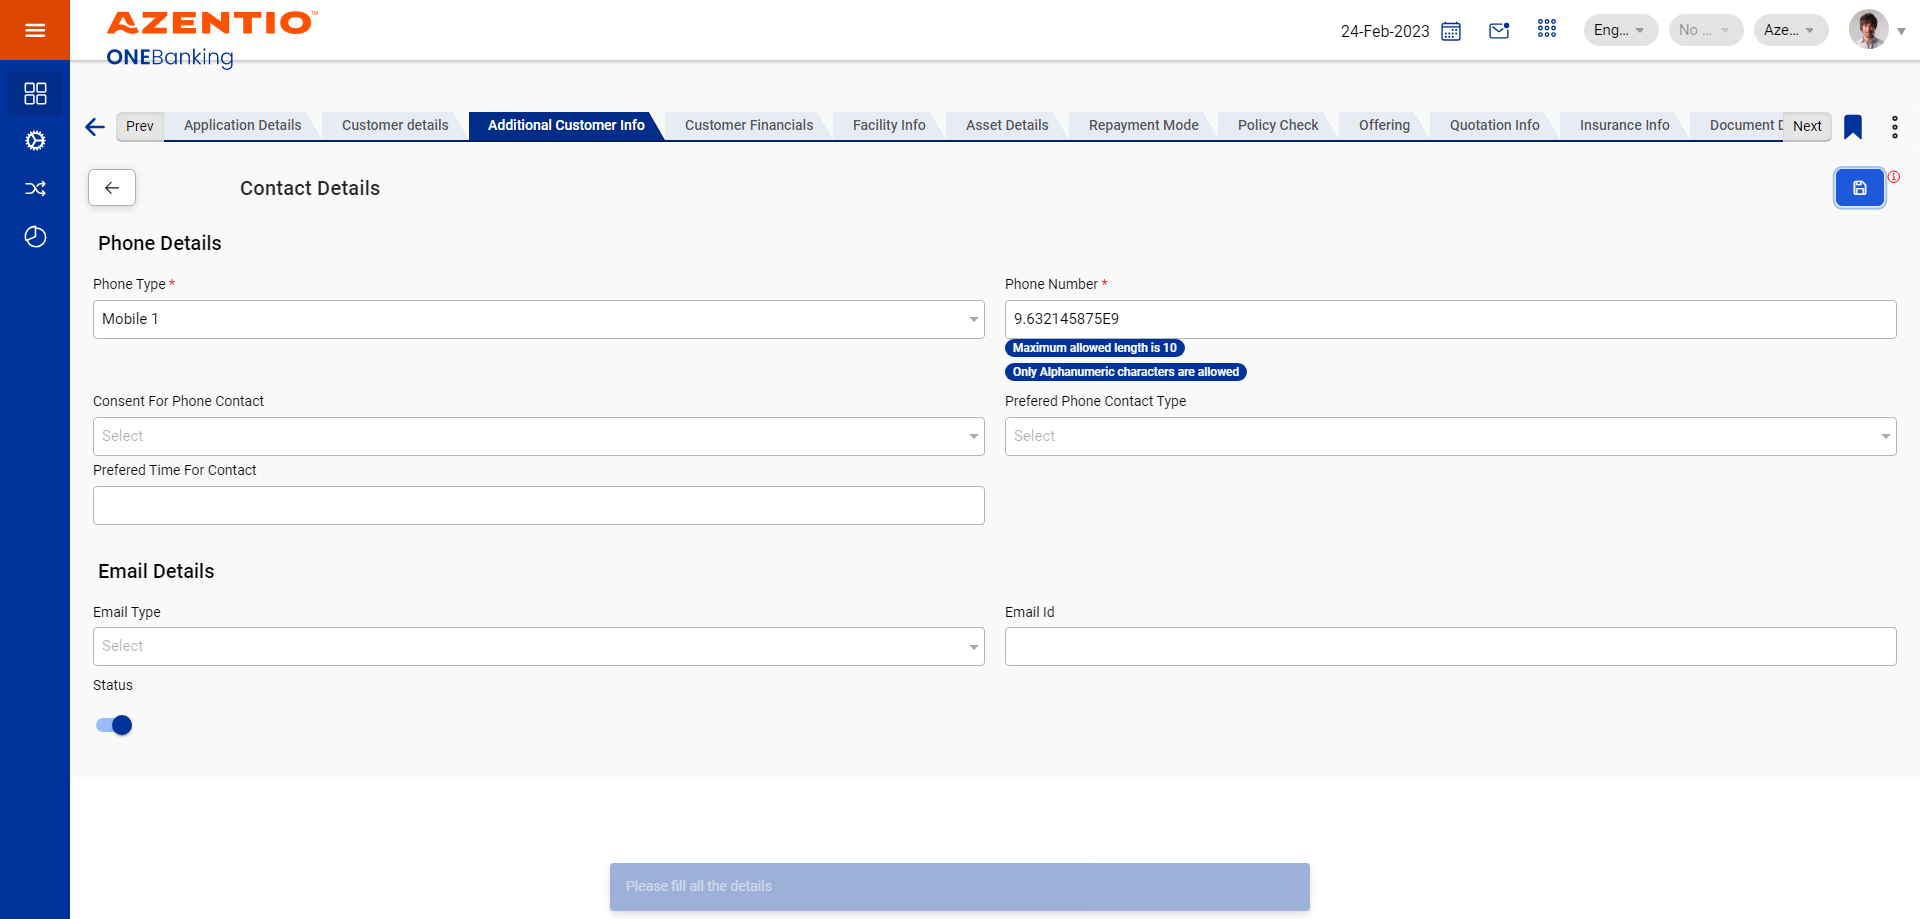 AZENTIO™
ONEBanking
24-Feb-2023
Eng...
No ...
Aze...
Prev
Application Details
Customer details
Additional Customer Info
Customer Financials
Facility Info
Asset Details
Repayment Mode
Policy Check
Offering
Quotation Info
Insurance Info
Document D
Next
Contact Details
Phone Details
Phone Type *
Phone Number *
Mobile 1
9.632145875E9
Maximum allowed length is 10
Only Alphanumeric characters are allowed
Consent For Phone Contact
Prefered Phone Contact Type
Select
Select
Prefered Time For Contact
Email Details
Email Type
Email Id
Select
Status
Please fill all the details